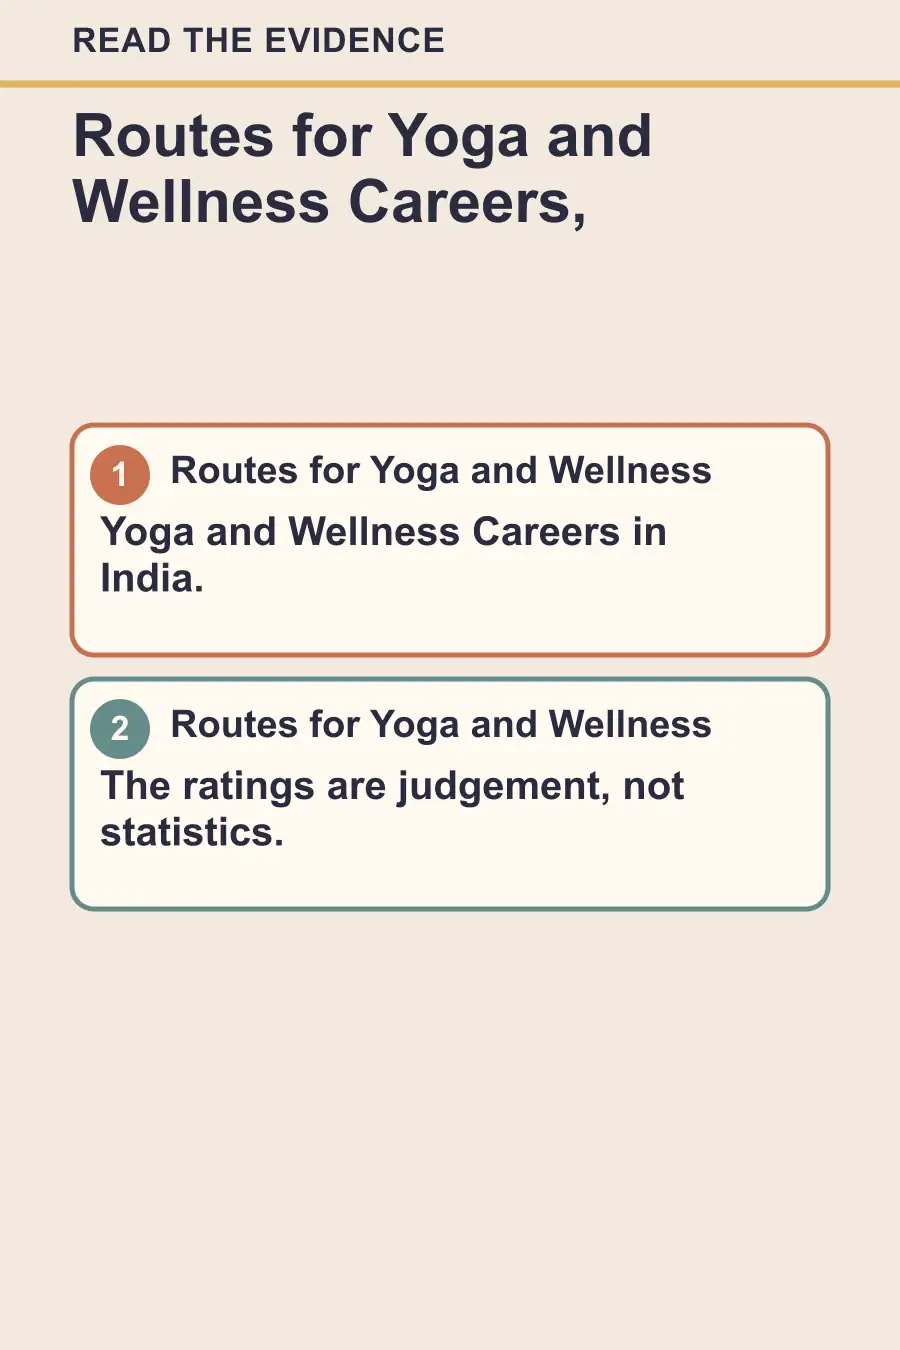 READ THE EVIDENCE
Routes for Yoga and
Wellness Careers,
1 Routes for Yoga and Wellness
Yoga and Wellness Careers in
India.
2 Routes for Yoga and Wellness
The ratings are judgement, not
statistics.